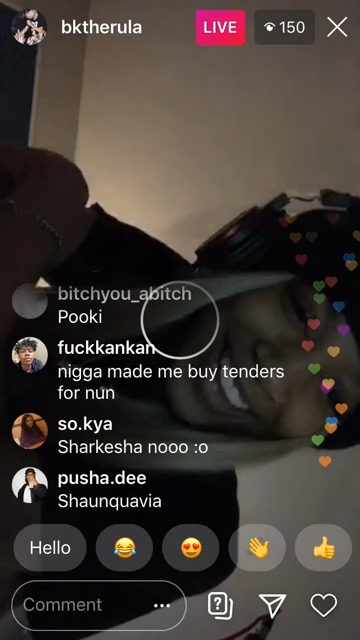 bktherula
LIVE
150
bitchyou_abitch
Pooki
fuckkankan
nigga made me buy tenders
for nun
so.kya
Sharkesha nooo :o
pusha.dee
Shaunquavia
Hello
Comment